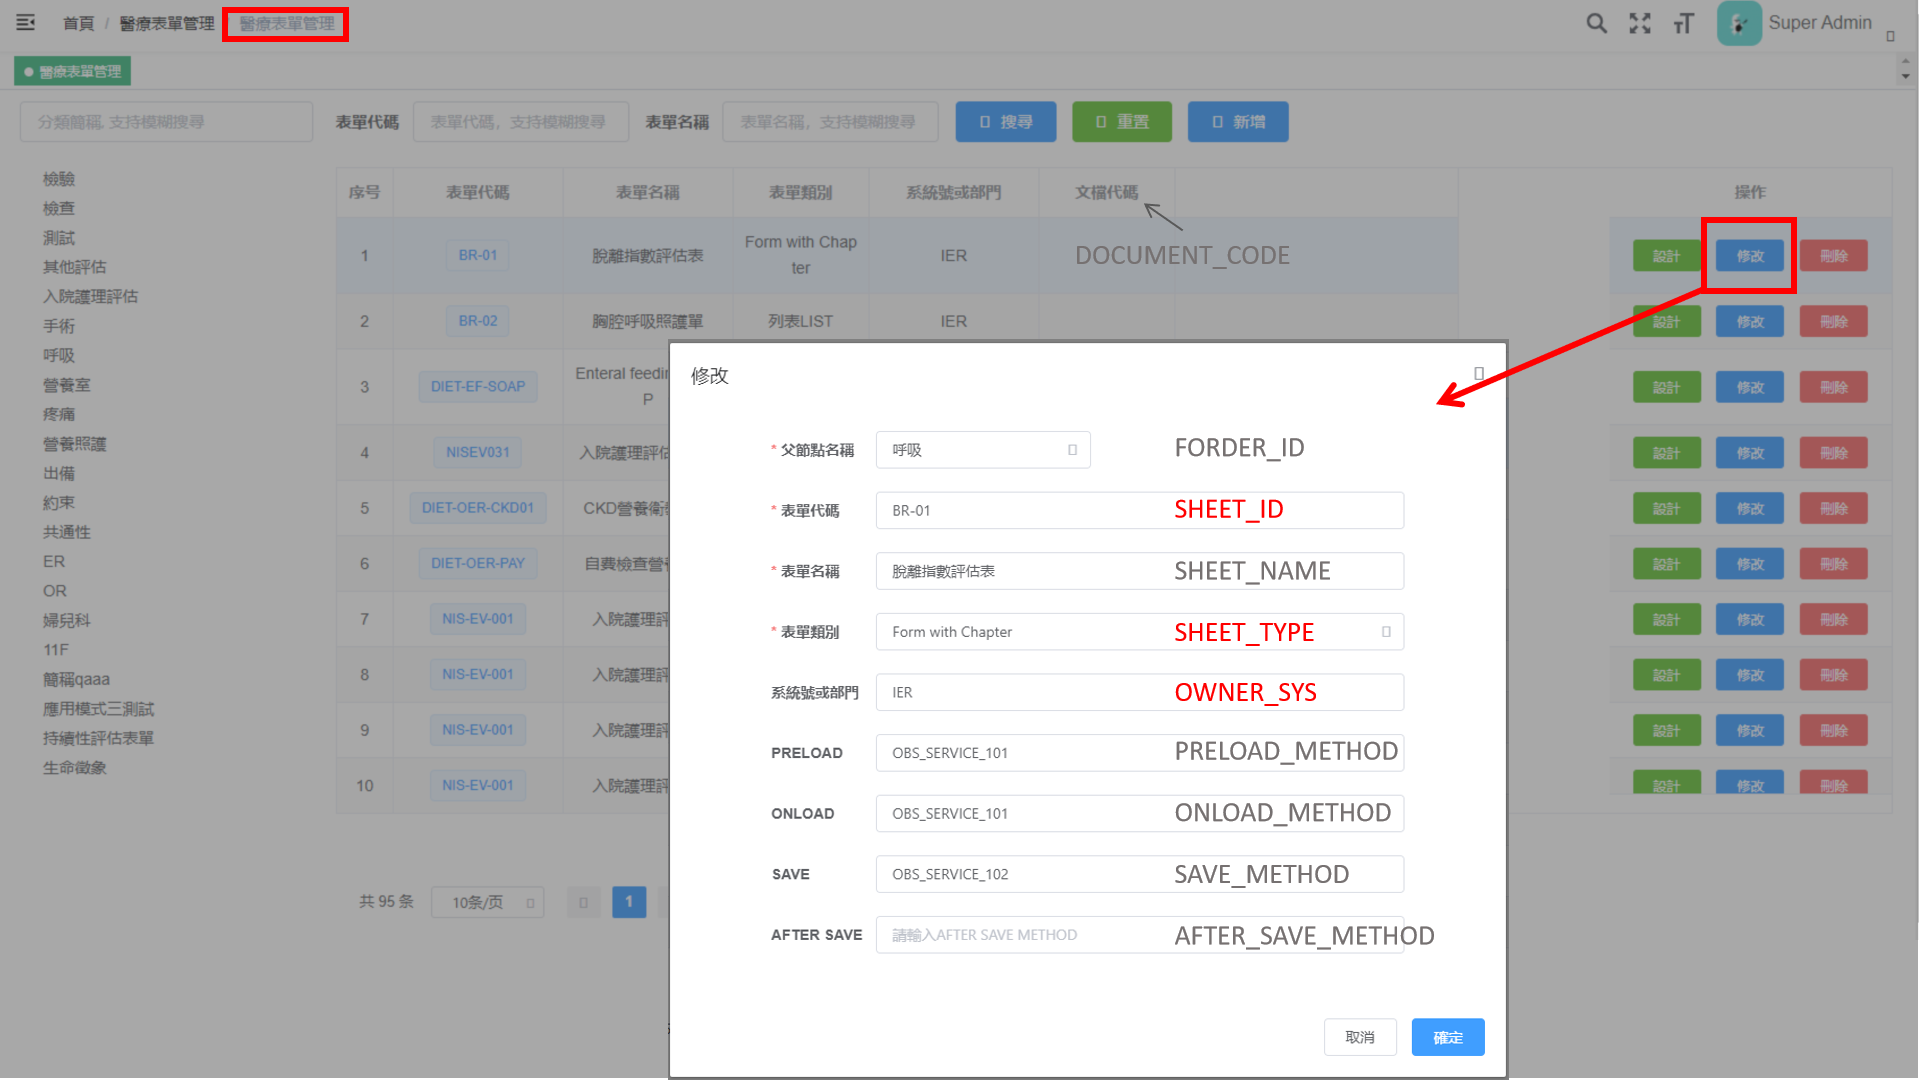 首頁 / 醫療表單管理 醫療表單管理
Super Admin
醫療表單管理
分類簡稱, 支持模糊搜尋
表單代碼 表單代碼，支持模糊搜尋 表單名稱 表單名稱，支持模糊搜尋 搜尋 重置 新增
檢驗
檢查
測試
其他評估
入院護理評估
手術
呼吸
營養室
疼痛
營養照護
出備
約束
共通性
ER
OR
婦兒科
11F
簡稱qaaa
應用模式三測試
持續性評估表單
生命徵象
序号 表單代碼 表單名稱 表單類別 系統號或部門 文檔代碼 操作
DOCUMENT_CODE
1 BR-01 脫離指數評估表 Form with Chap
ter IER 設計 修改 刪除
2 BR-02 胸腔呼吸照護單 列表LIST IER 設計 修改 刪除
3 DIET-EF-SOAP Enteral feedin
P 設計 修改 刪除
4 NISEV031 入院護理評估 設計 修改 刪除
5 DIET-OER-CKD01 CKD營養衛 設計 修改 刪除
6 DIET-OER-PAY 自費檢查營 設計 修改 刪除
7 NIS-EV-001 入院護理評 設計 修改 刪除
8 NIS-EV-001 入院護理評 設計 修改 刪除
9 NIS-EV-001 入院護理評 設計 修改 刪除
10 NIS-EV-001 入院護理評 設計 修改 刪除
共 95 条 10条/页 1
修改
* 父節點名稱 呼吸 FORDER_ID
* 表單代碼 BR-01 SHEET_ID
* 表單名稱 脫離指數評估表 SHEET_NAME
* 表單類別 Form with Chapter SHEET_TYPE
系統號或部門 IER OWNER_SYS
PRELOAD OBS_SERVICE_101 PRELOAD_METHOD
ONLOAD OBS_SERVICE_101 ONLOAD_METHOD
SAVE OBS_SERVICE_102 SAVE_METHOD
AFTER SAVE 請輸入AFTER SAVE METHOD AFTER_SAVE_METHOD
取消 確定